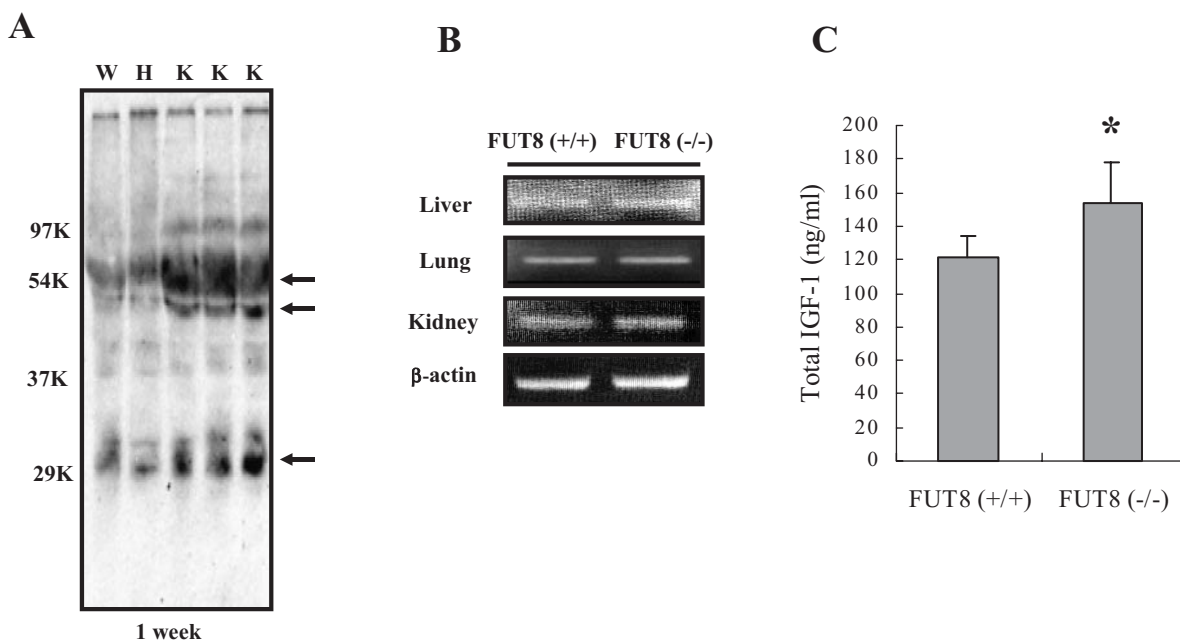 A
W H K K K
97K
54K
37K
29K
1 week
B
FUT8 (+/+) FUT8 (-/-)
Liver
Lung
Kidney
β-actin
C
*
Total IGF-1 (ng/ml)
200
180
160
140
120
100
80
60
40
20
0
FUT8 (+/+) FUT8 (-/-)